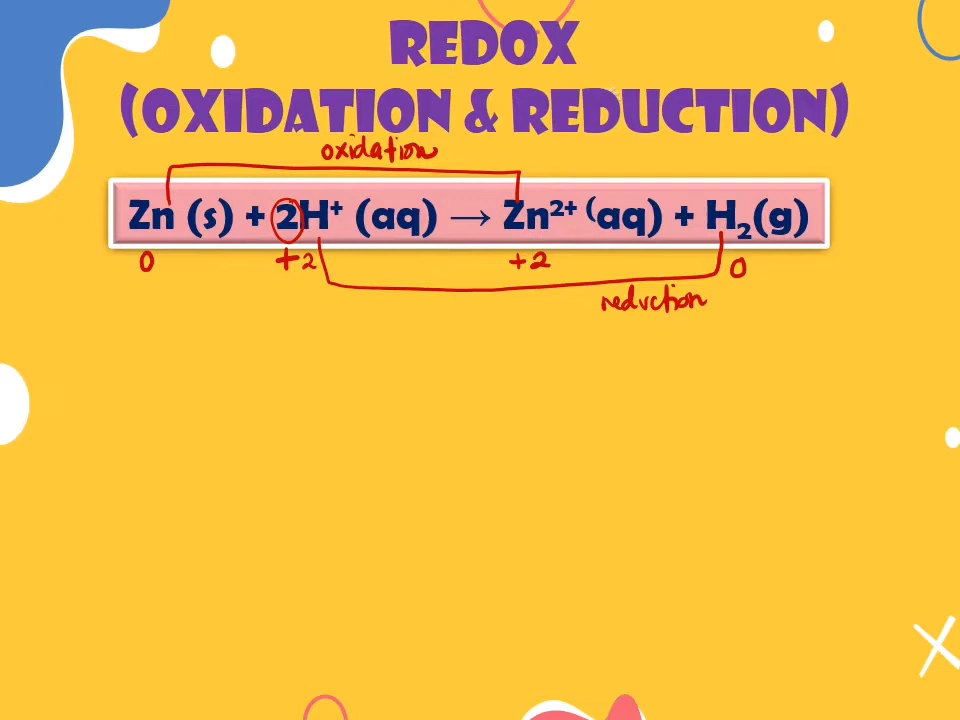 REDOX
(OXIDATION & REDUCTION)
oxidation
Zn (s) + 2H⁺ (aq) → Zn²⁺ ⁽aq) + H₂(g)
0 +2 +2 0
reduction